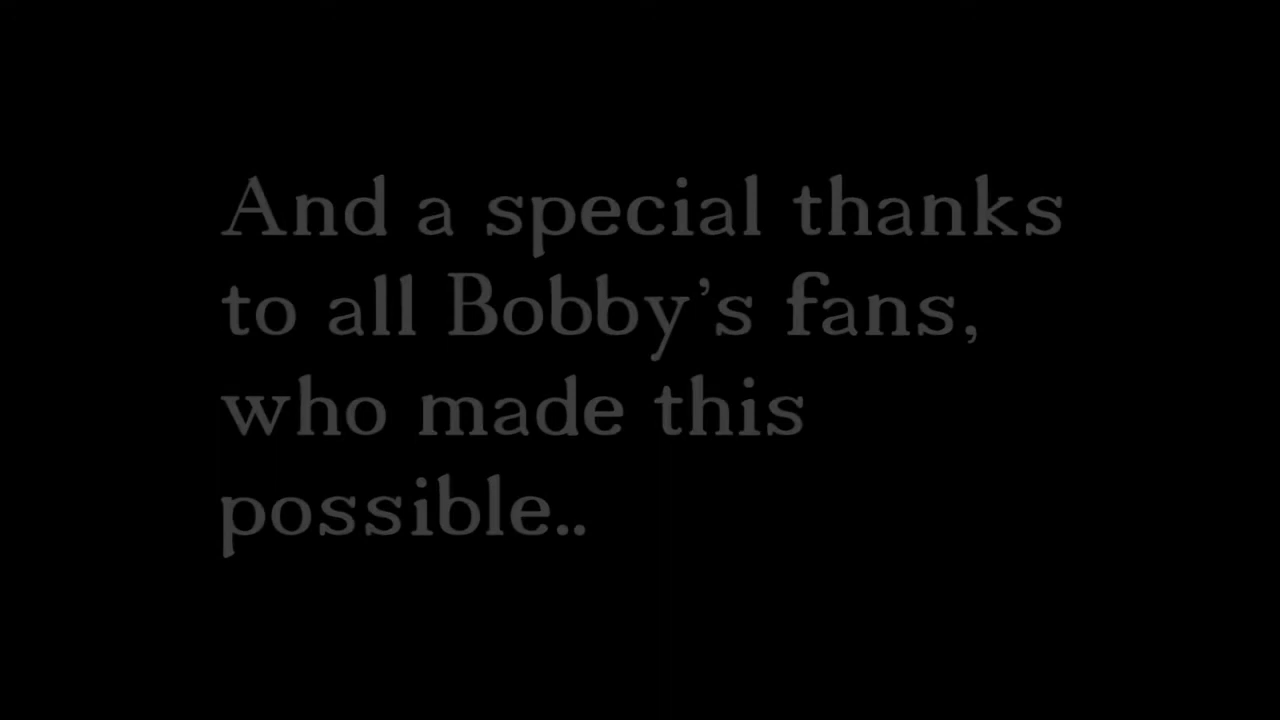 And a special thanks
to all Bobby’s fans,
who made this
possible..